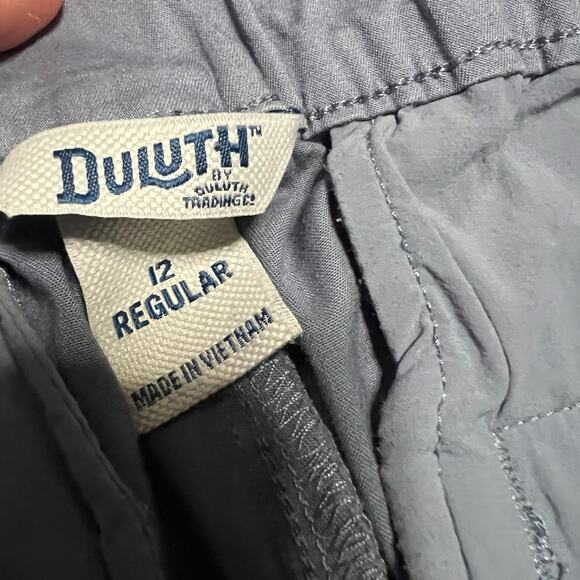 DULUTH™
BY
DULUTH
TRADING CO
12
REGULAR
MADE IN VIETNAM